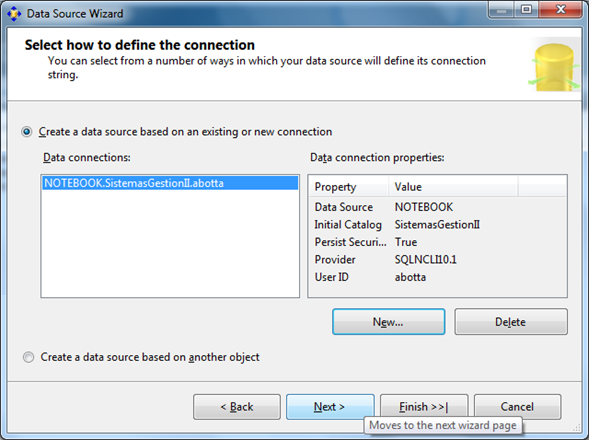 Data Source Wizard
Select how to define the connection
You can select from a number of ways in which your data source will define its connection
string.
Create a data source based on an existing or new connection
Data connections:
NOTEBOOK.SistemasGestionII.abotta
Data connection properties:
Property Value
Data Source NOTEBOOK
Initial Catalog SistemasGestionII
Persist Securi... True
Provider SQLNCLI10.1
User ID abotta
New... Delete
Create a data source based on another object
< Back Next > Finish >>| Cancel
Moves to the next wizard page